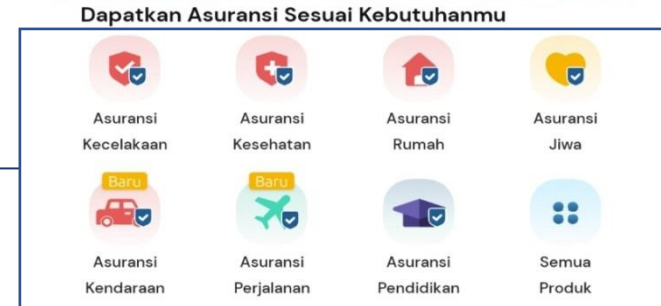 Dapatkan Asuransi Sesuai Kebutuhanmu
Asuransi Asuransi Asuransi Asuransi
Kecelakaan Kesehatan Rumah Jiwa
Baru Baru
Asuransi Asuransi Asuransi Semua
Kendaraan Perjalanan Pendidikan Produk